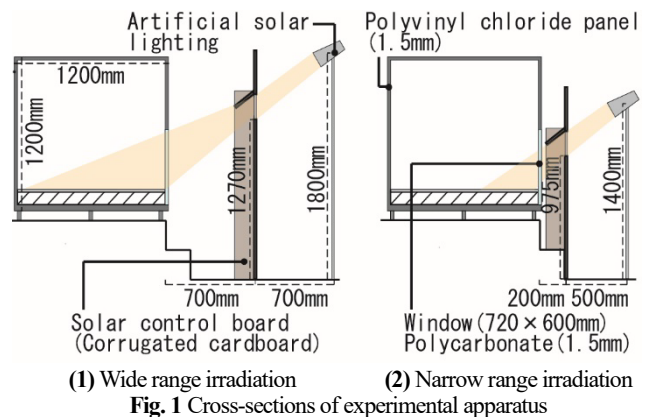 Artificial solar
lighting
Polyvinyl chloride panel
(1.5mm)
1200mm
1200mm
1270mm
1800mm
975mm
1400mm
700mm
700mm
200mm
500mm
Solar control board
(Corrugated cardboard)
Window(720×600mm)
Polycarbonate(1.5mm)
(1) Wide range irradiation
(2) Narrow range irradiation
Fig. 1 Cross-sections of experimental apparatus